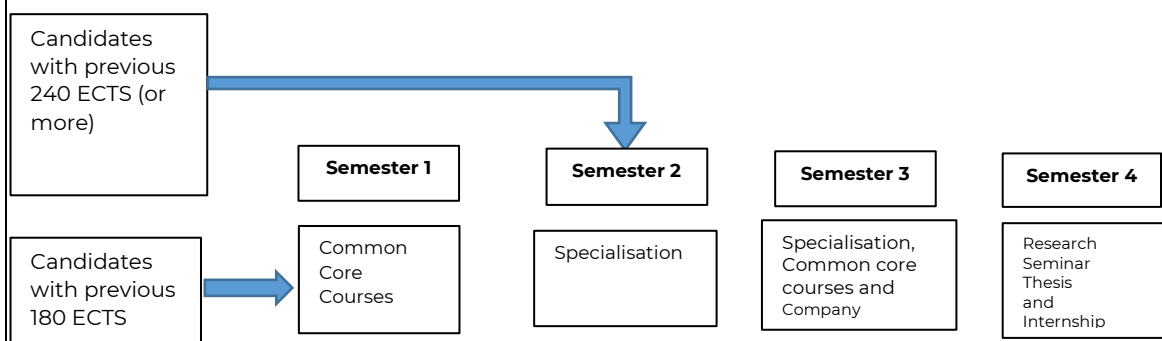 Candidates
with previous
240 ECTS (or
more)
Semester 1
Semester 2
Semester 3
Semester 4
Candidates
with previous
180 ECTS
Common
Core
Courses
Specialisation
Specialisation,
Common core
courses and
Company
Research
Seminar
Thesis
and
Internship